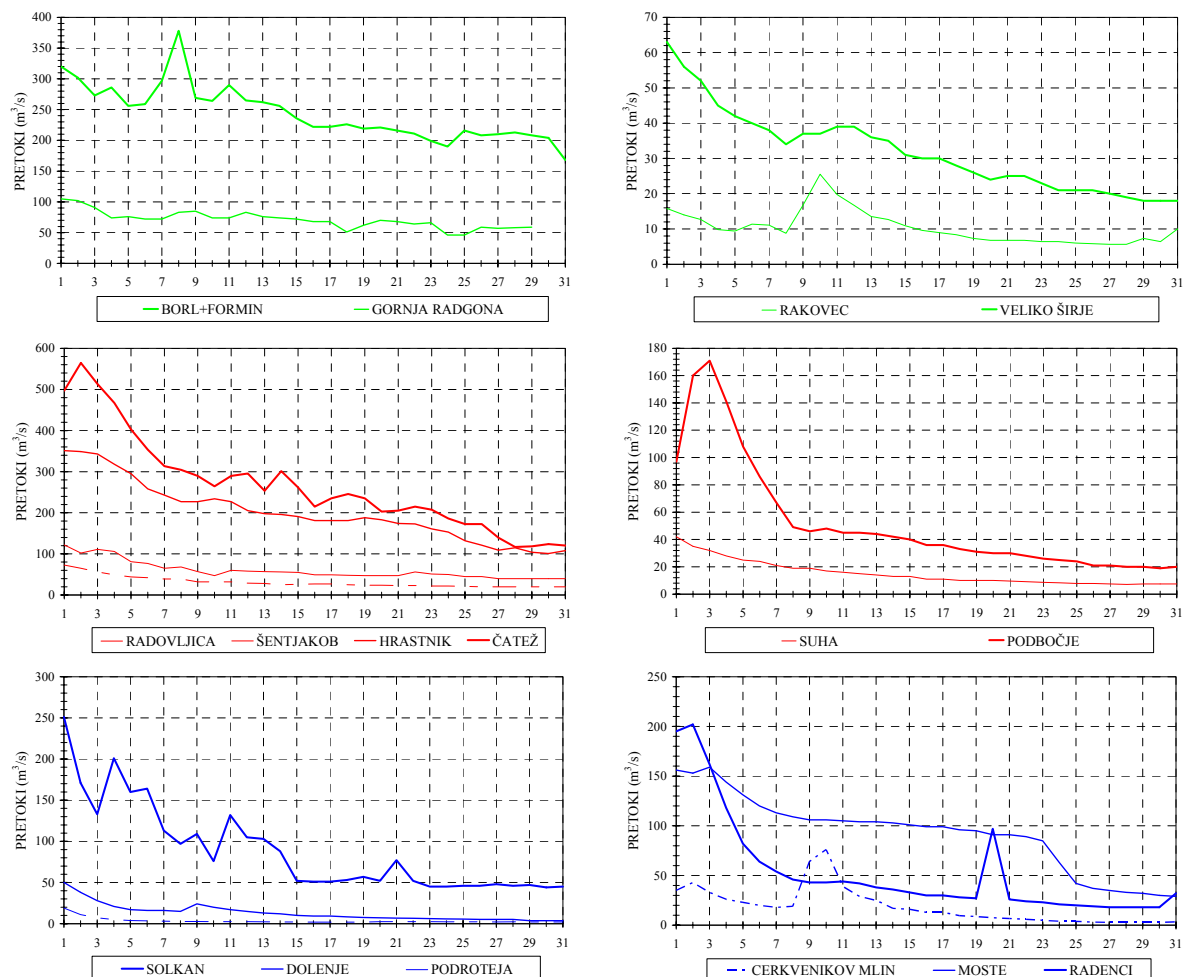 PRETOKI (m³/s)
400
350
300
250
200
150
100
50
0
1 3 5 7 9 11 13 15 17 19 21 23 25 27 29 31
BORL+FORMIN GORNJA RADGONA
PRETOKI (m³/s)
70
60
50
40
30
20
10
0
1 3 5 7 9 11 13 15 17 19 21 23 25 27 29 31
RAKOVEC VELIKO ŠIRJE
PRETOKI (m³/s)
600
500
400
300
200
100
0
1 3 5 7 9 11 13 15 17 19 21 23 25 27 29 31
RADOVLJICA ŠENTJAKOB HRASTNIK ČATEŽ
PRETOKI (m³/s)
180
160
140
120
100
80
60
40
20
0
1 3 5 7 9 11 13 15 17 19 21 23 25 27 29 31
SUHA PODBOČJE
PRETOKI (m³/s)
300
250
200
150
100
50
0
1 3 5 7 9 11 13 15 17 19 21 23 25 27 29 31
SOLKAN DOLENJE PODROTEJA
PRETOKI (m³/s)
250
200
150
100
50
0
1 3 5 7 9 11 13 15 17 19 21 23 25 27 29 31
CERKVENIKOV MLIN MOSTE RADENCI